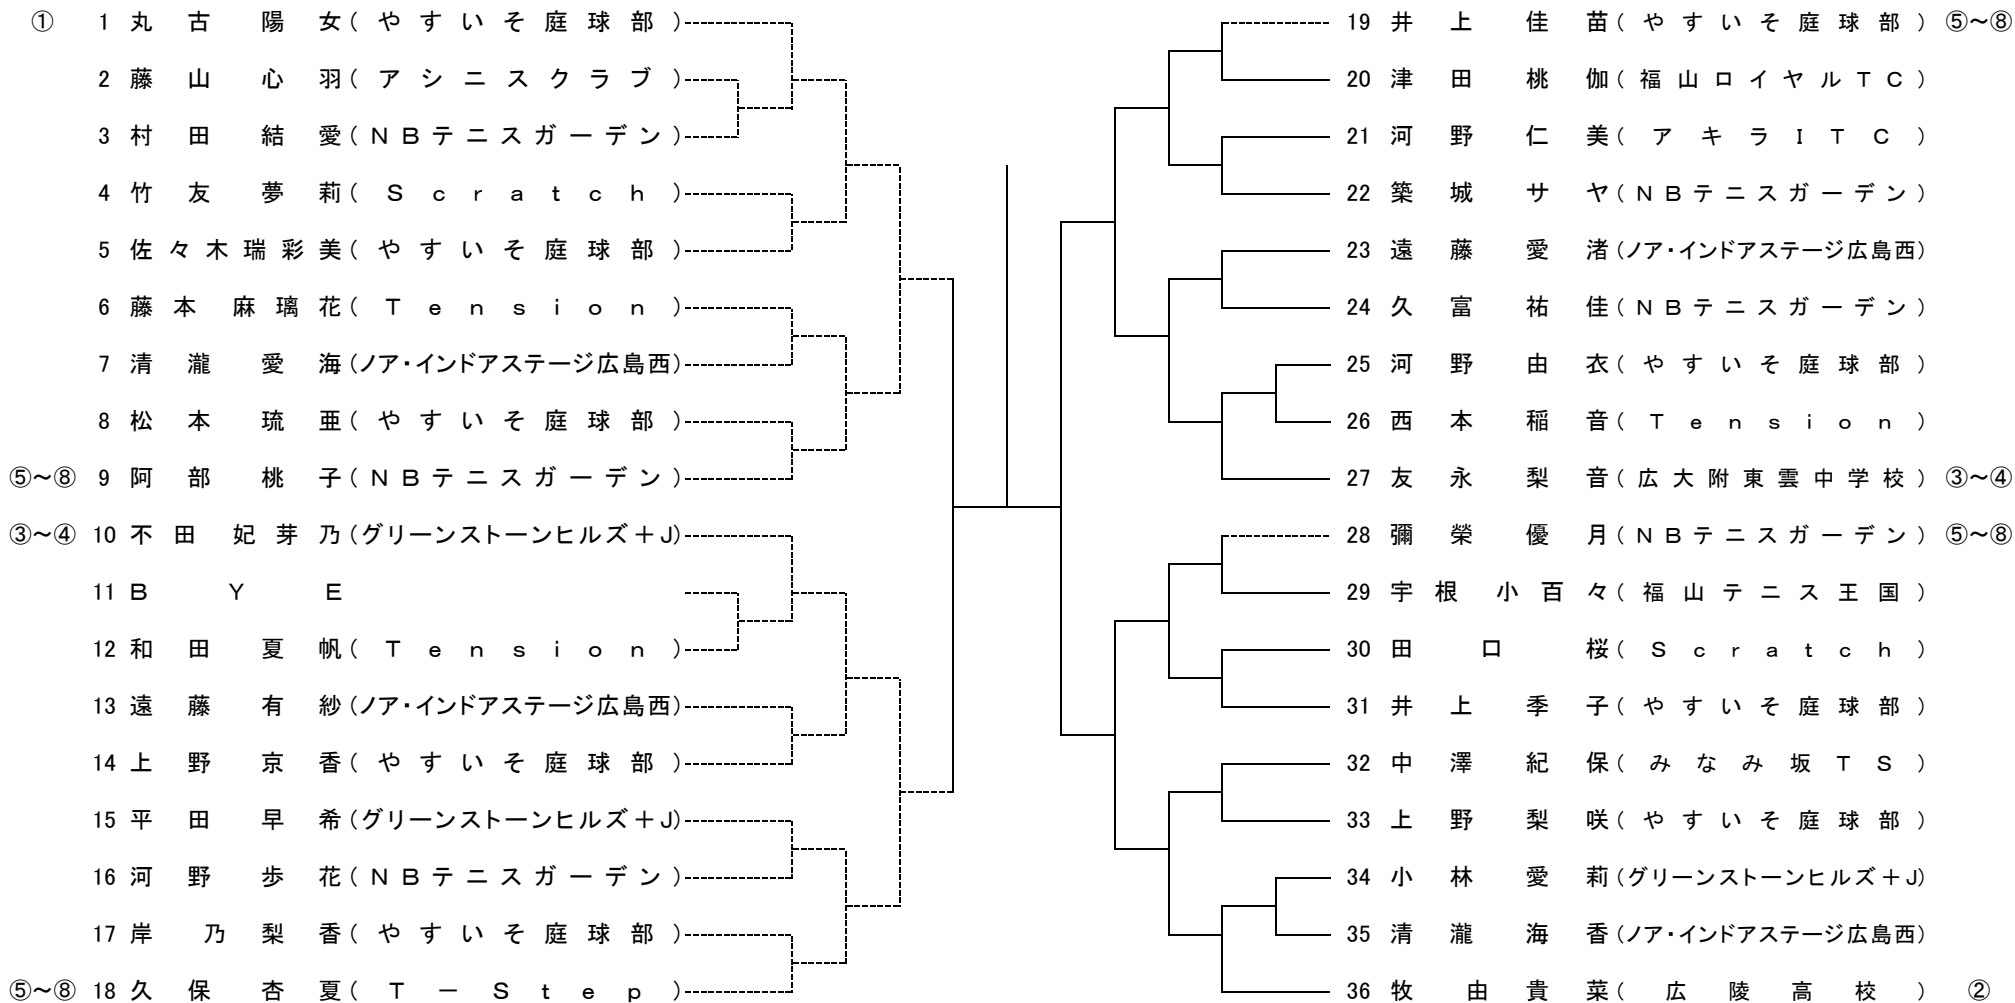 ① 1 丸古陽女(やすいそ庭球部)
2 藤山心羽(アシニスクラブ)
3 村田結愛(NBテニスガーデン)
4 竹友夢莉(Scratch)
5 佐々木瑞彩美(やすいそ庭球部)
6 藤本麻璃花(Tension)
7 清瀧愛海(ノア・インドアステージ広島西)
8 松本琉亜(やすいそ庭球部)
⑤~⑧ 9 阿部桃子(NBテニスガーデン)
③~④ 10 不田妃芽乃(グリーンストーンヒルズ+J)
11 BYE
12 和田夏帆(Tension)
13 遠藤有紗(ノア・インドアステージ広島西)
14 上野京香(やすいそ庭球部)
15 平田早希(グリーンストーンヒルズ+J)
16 河野歩花(NBテニスガーデン)
17 岸乃梨香(やすいそ庭球部)
⑤~⑧ 18 久保杏夏(T-Step)
19 井上佳苗(やすいそ庭球部) ⑤~⑧
20 津田桃伽(福山ロイヤルTC)
21 河野仁美(アキラITC)
22 築城サヤ(NBテニスガーデン)
23 遠藤愛渚(ノア・インドアステージ広島西)
24 久富祐佳(NBテニスガーデン)
25 河野由衣(やすいそ庭球部)
26 西本稲音(Tension)
27 友永梨音(広大附東雲中学校) ③~④
28 彌榮優月(NBテニスガーデン) ⑤~⑧
29 宇根小百々(福山テニス王国)
30 田口桜(Scratch)
31 井上季子(やすいそ庭球部)
32 中澤紀保(みなみ坂TS)
33 上野梨咲(やすいそ庭球部)
34 小林愛莉(グリーンストーンヒルズ+J)
35 清瀧海香(ノア・インドアステージ広島西)
36 牧由貴菜(広陵高校) ②